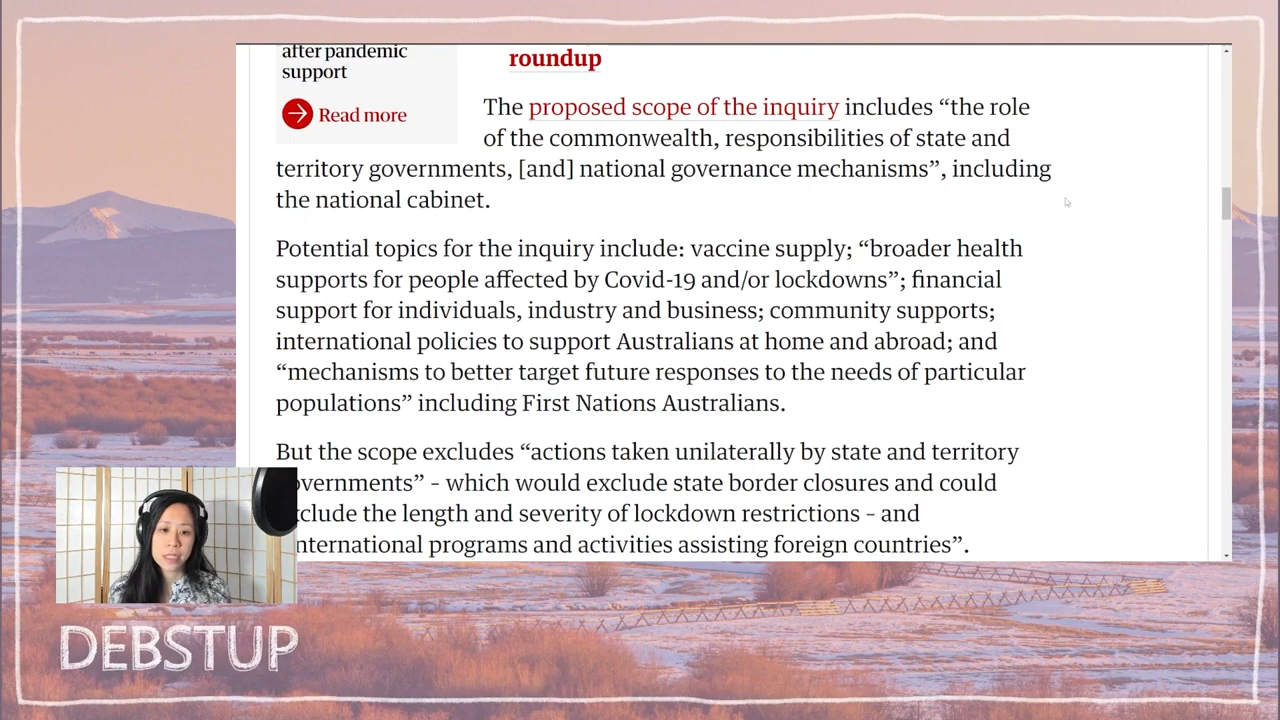 after pandemic
support
Read more
roundup
The proposed scope of the inquiry includes “the role
of the commonwealth, responsibilities of state and
territory governments, [and] national governance mechanisms”, including
the national cabinet.
Potential topics for the inquiry include: vaccine supply; “broader health
supports for people affected by Covid-19 and/or lockdowns”; financial
support for individuals, industry and business; community supports;
international policies to support Australians at home and abroad; and
“mechanisms to better target future responses to the needs of particular
populations” including First Nations Australians.
But the scope excludes “actions taken unilaterally by state and territory
overnments” – which would exclude state border closures and could
clude the length and severity of lockdown restrictions – and
nternational programs and activities assisting foreign countries”.
DEBSTUP